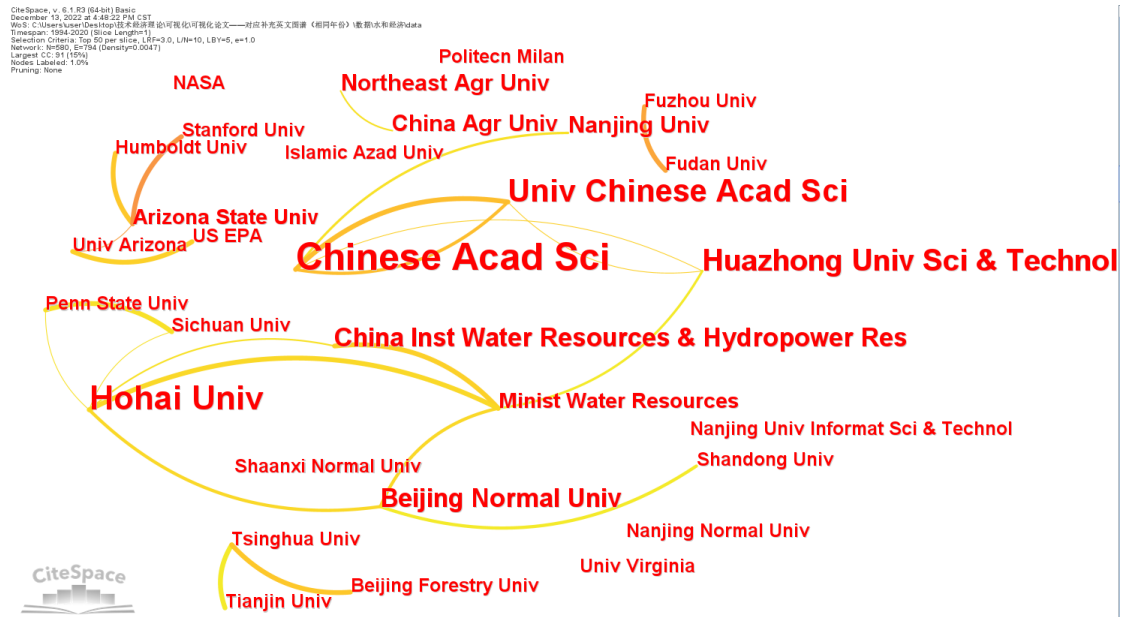 CiteSpace, v. 6.1.R3 (64-bit) Basic
December 13, 2022 at 4:48:22 PM CST
WoS: C:\Users\user\Desktop\技术经济理论\可视化\可视化论文——对应补充英文图谱《相同年份》\数据\水和经济\data
Timespan: 1994-2020 (Slice Length=1)
Selection Criteria: Top 50 per slice, LRF=3.0, L/N=10, LBY=5, e=1.0
Network: N=580, E=794 (Density=0.0047)
Largest CC: 91 (15%)
Nodes Labeled: 1.0%
Pruning: None
Politecn Milan
NASA
Northeast Agr Univ
Fuzhou Univ
Stanford Univ
China Agr Univ
Nanjing Univ
Humboldt Univ
Islamic Azad Univ
Fudan Univ
Univ Chinese Acad Sci
Arizona State Univ
US EPA
Univ Arizona
Chinese Acad Sci
Huazhong Univ Sci & Technol
Penn State Univ
Sichuan Univ
China Inst Water Resources & Hydropower Res
Hohai Univ
Minist Water Resources
Nanjing Univ Informat Sci & Technol
Shaanxi Normal Univ
Shandong Univ
Beijing Normal Univ
Nanjing Normal Univ
Tsinghua Univ
Univ Virginia
Beijing Forestry Univ
Tianjin Univ
CiteSpace